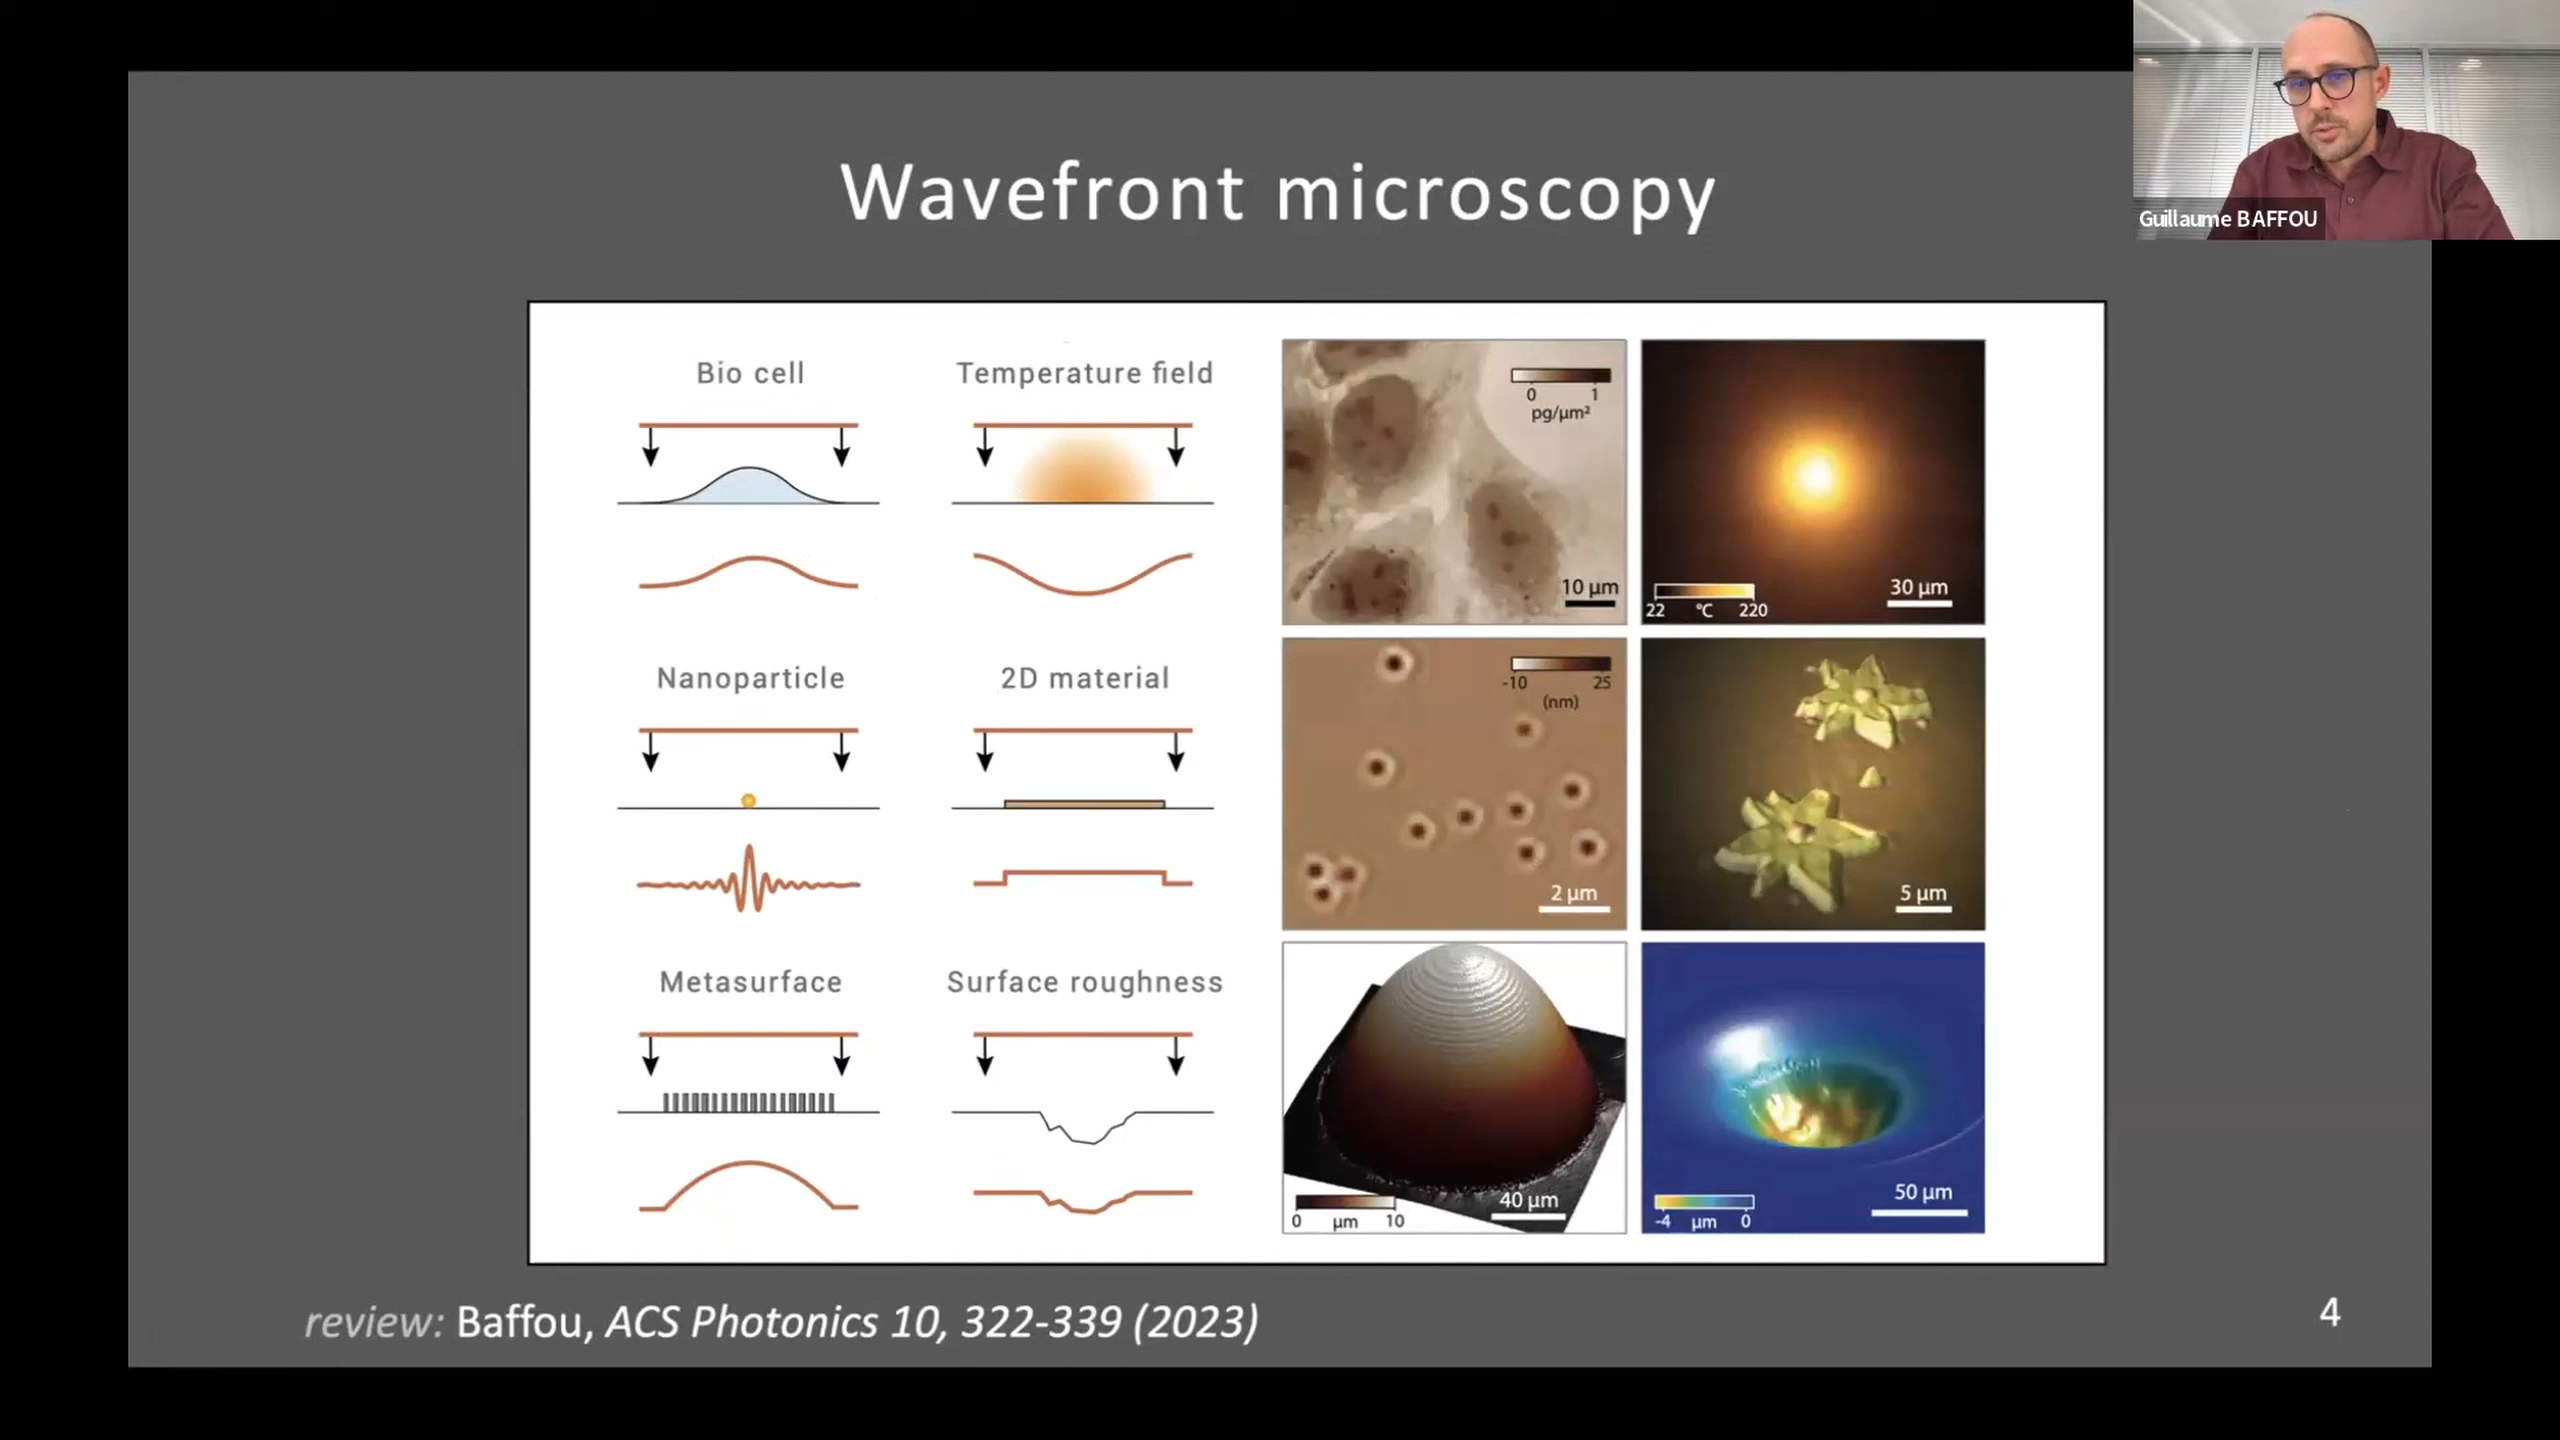 Wavefront microscopy
Guillaume BAFFOU
Bio cell
Temperature field
Nanoparticle
2D material
Metasurface
Surface roughness
0 1
pg/µm²
10 µm
22 °C 220
30 µm
-10 25
(nm)
2 µm
5 µm
0 µm 10
40 µm
-4 µm 0
50 µm
review: Baffou, ACS Photonics 10, 322-339 (2023)
4